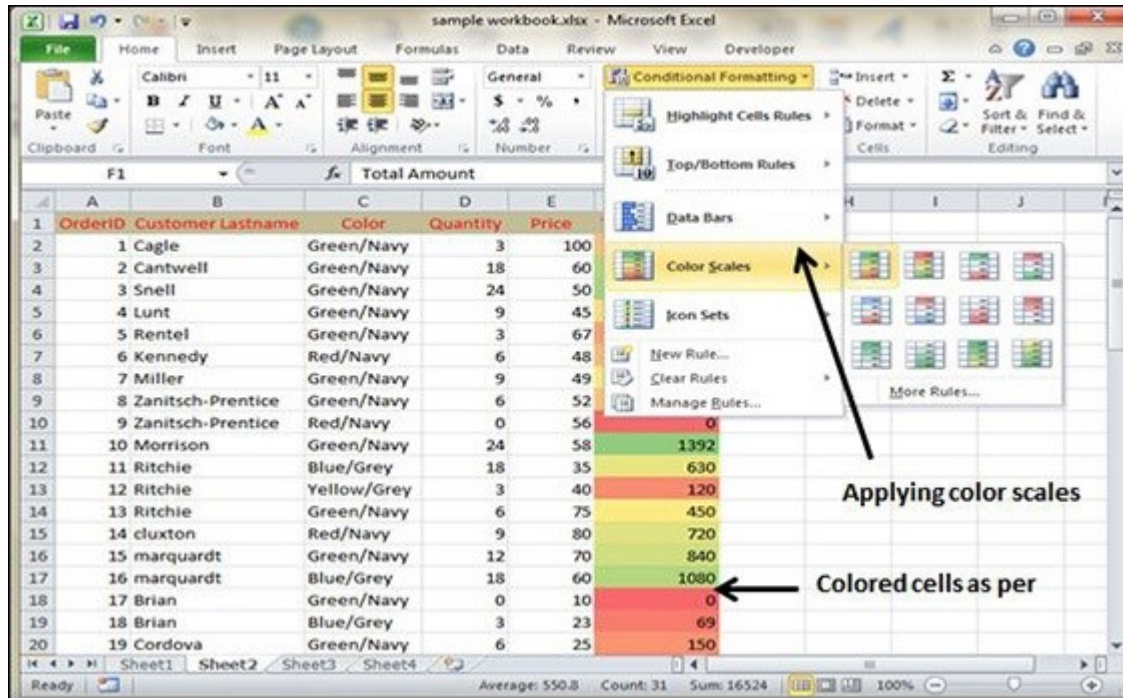 sample workbook.xlsx - Microsoft Excel
File Home Insert Page Layout Formulas Data Review View Developer
Calibri 11 General Conditional Formatting Insert Σ
Paste B I U A A $ % , Delete Sort & Filter Find & Select
Format
Clipboard Font Alignment Number Cells Editing
F1 fx Total Amount
Highlight Cells Rules
Top/Bottom Rules
Data Bars
Color Scales
Icon Sets
New Rule...
Clear Rules
Manage Rules...
More Rules...
A B C D E H I J
1 OrderID Customer Lastname Color Quantity Price
2 1 Cagle Green/Navy 3 100
3 2 Cantwell Green/Navy 18 60
4 3 Snell Green/Navy 24 50
5 4 Lunt Green/Navy 9 45
6 5 Rentel Green/Navy 3 67
7 6 Kennedy Red/Navy 6 48
8 7 Miller Green/Navy 9 49
9 8 Zanitsch-Prentice Green/Navy 6 52
10 9 Zanitsch-Prentice Red/Navy 0 56 0
11 10 Morrison Green/Navy 24 58 1392
12 11 Ritchie Blue/Grey 18 35 630
13 12 Ritchie Yellow/Grey 3 40 120
14 13 Ritchie Green/Navy 6 75 450
15 14 cluxton Red/Navy 9 80 720
16 15 marquardt Green/Navy 12 70 840
17 16 marquardt Blue/Grey 18 60 1080
18 17 Brian Green/Navy 0 10 0
19 18 Brian Blue/Grey 3 23 69
20 19 Cordova Green/Navy 6 25 150
Applying color scales
Colored cells as per
Sheet1 Sheet2 Sheet3 Sheet4
Ready Average: 550.8 Count: 31 Sum: 16524 100%